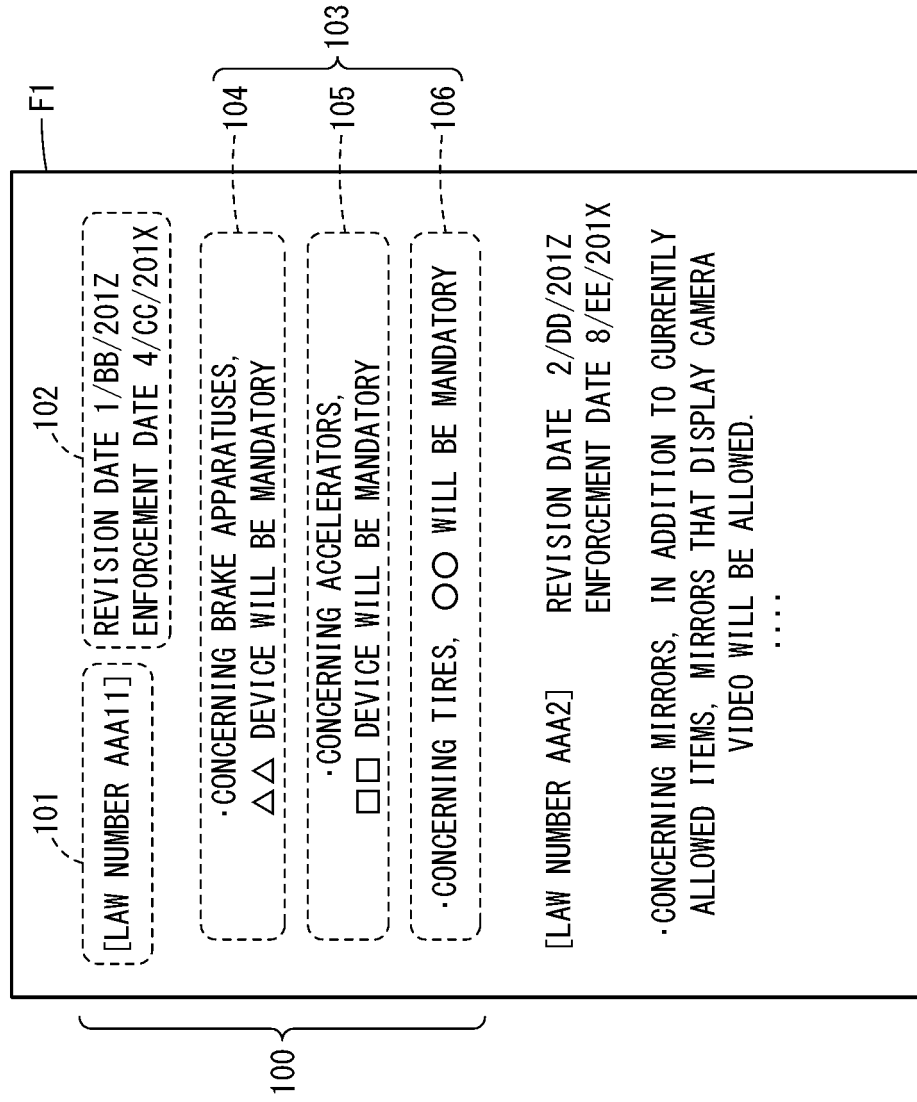 F1
100
101
[LAW NUMBER AAA11]
102
REVISION DATE 1/BB/201Z
ENFORCEMENT DATE 4/CC/201X
103
104
·CONCERNING BRAKE APPARATUSES,
△△ DEVICE WILL BE MANDATORY
105
·CONCERNING ACCELERATORS,
□□ DEVICE WILL BE MANDATORY
106
·CONCERNING TIRES, ○○ WILL BE MANDATORY
[LAW NUMBER AAA2]
REVISION DATE 2/DD/201Z
ENFORCEMENT DATE 8/EE/201X
·CONCERNING MIRRORS, IN ADDITION TO CURRENTLY
ALLOWED ITEMS, MIRRORS THAT DISPLAY CAMERA
VIDEO WILL BE ALLOWED.
....